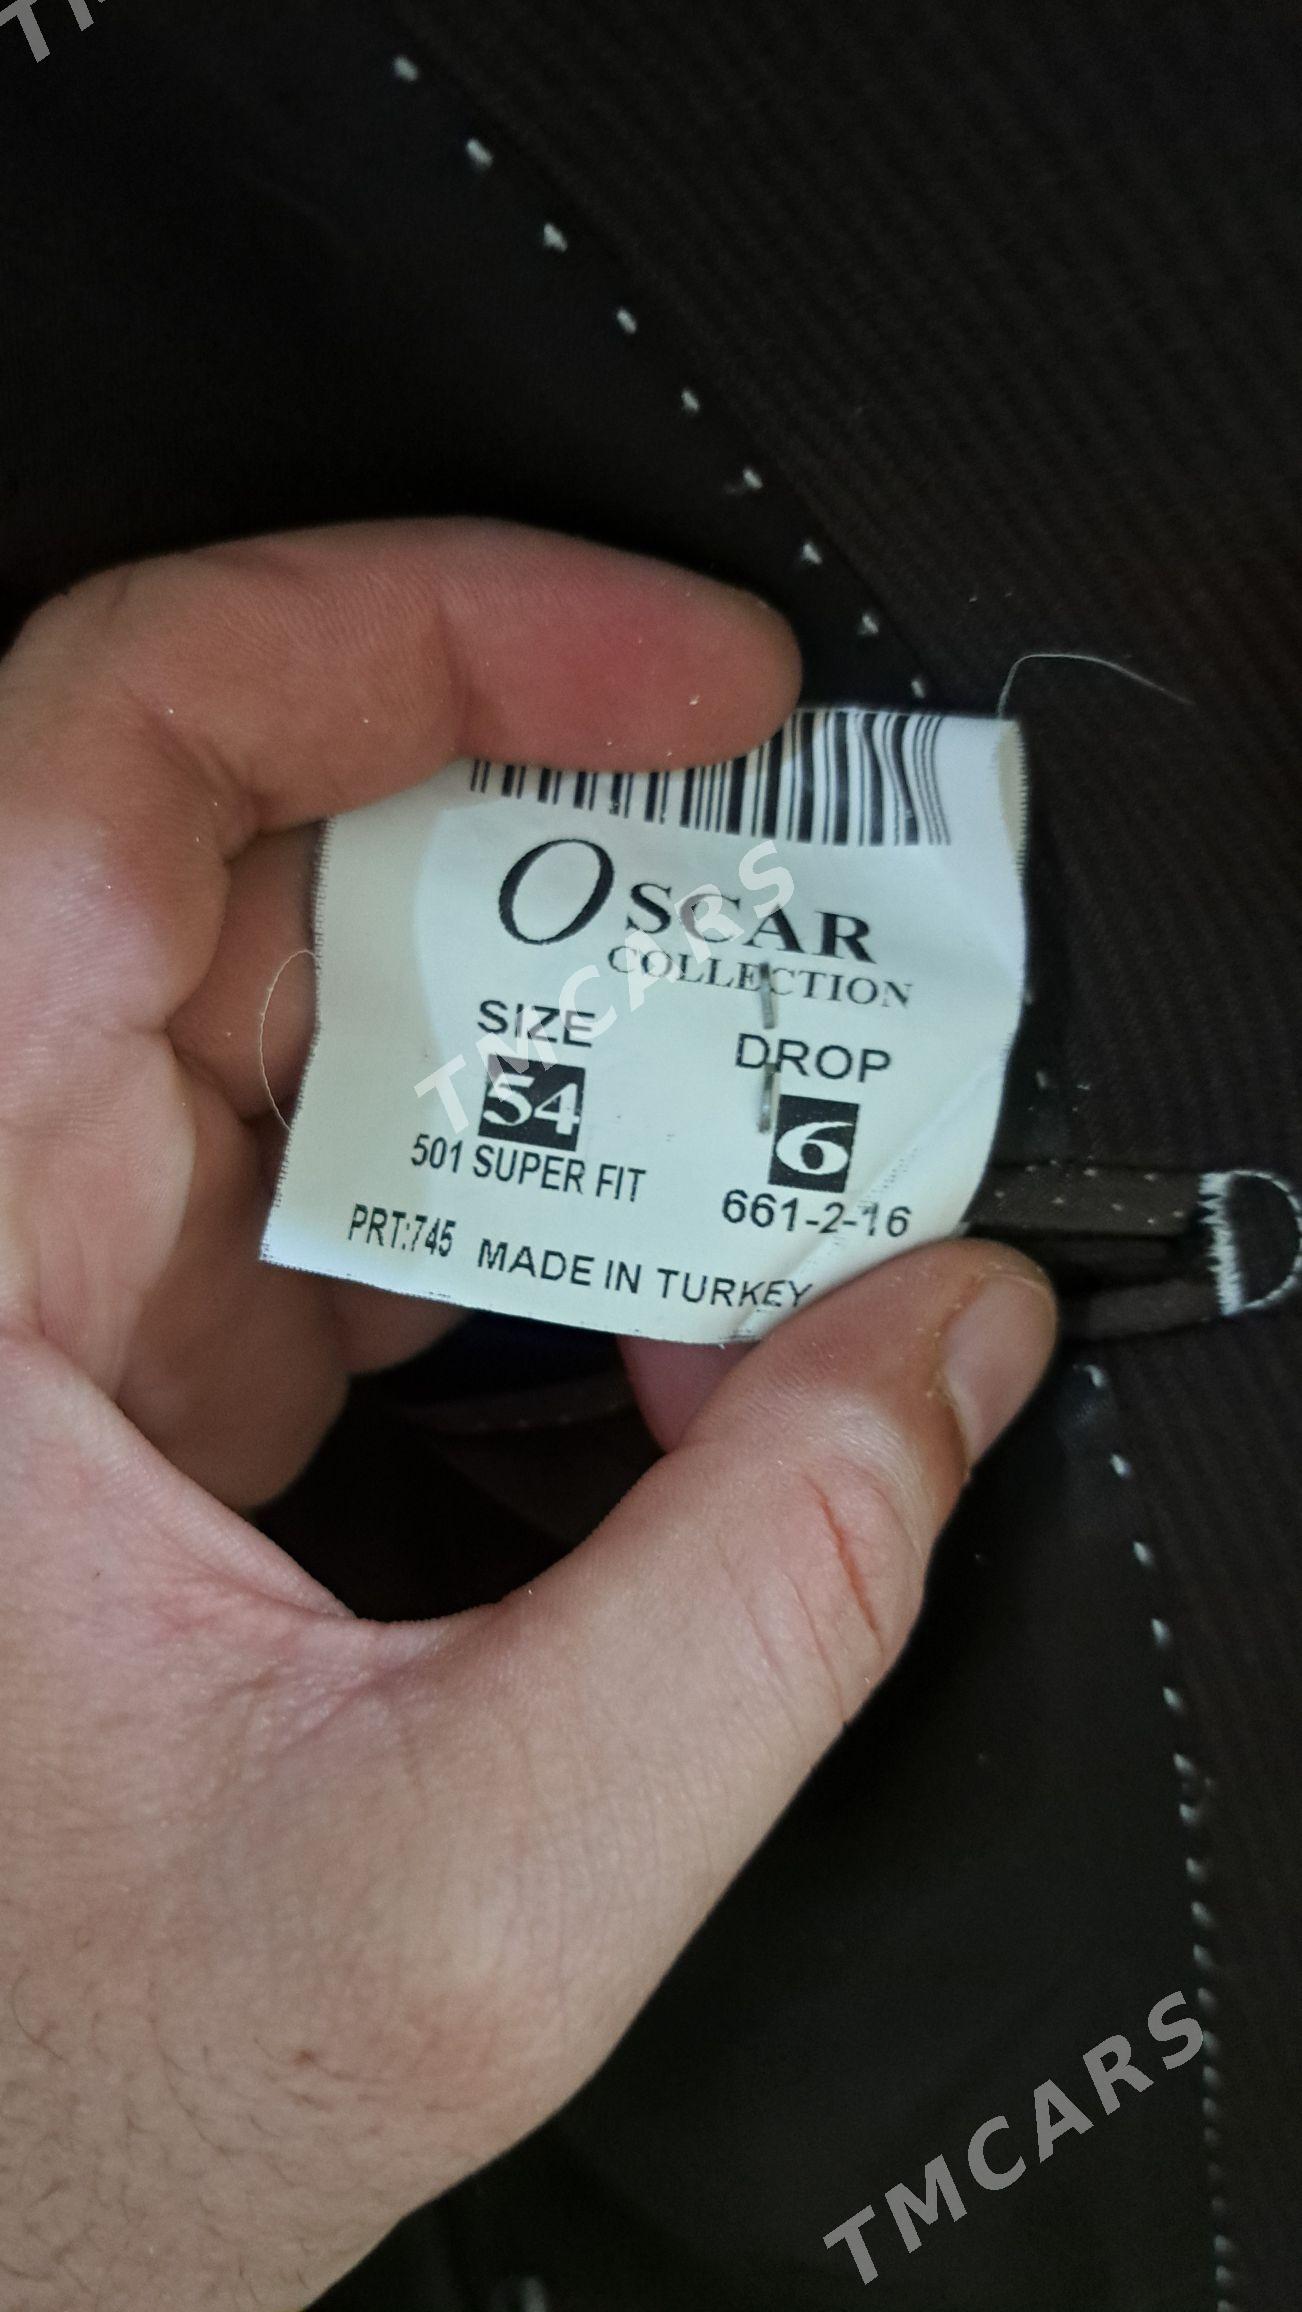 TM
OSCAR
COLLECTION
SIZE DROP
54 6
501 SUPER FIT 661-2-16
PRT:745 MADE IN TURKEY
TMCARS
TMCARS